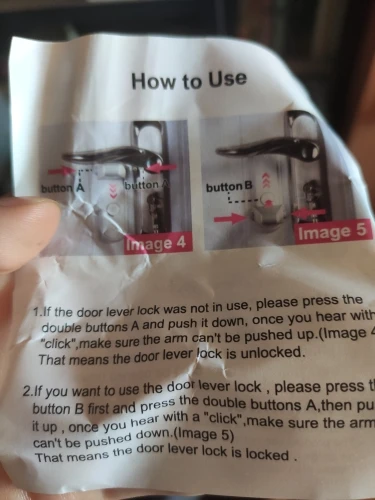 How to Use
button A
button
Image 4
button B
Image 5
1.If the door lever lock was not in use, please press the
double buttons A and push it down, once you hear with
"click",make sure the arm can't be pushed up.(Image 4
That means the door lever lock is unlocked.
2.If you want to use the door lever lock , please press
button B first and press the double buttons A,then
it up , once you hear with a "click",make sure the arm
can't be pushed down.(Image 5)
That means the door lever lock is locked .